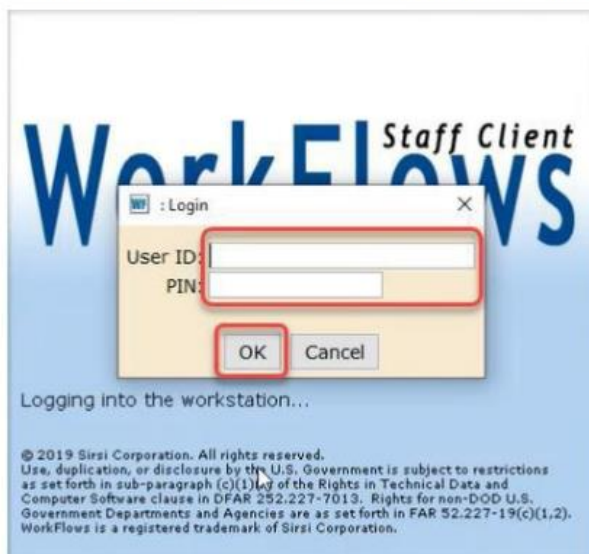 Staff Client
WorkFlows
WF : Login
User ID:
PIN:
OK Cancel
Logging into the workstation...
© 2019 Sirsi Corporation. All rights reserved.
Use, duplication, or disclosure by the U.S. Government is subject to restrictions
as set forth in sub-paragraph (c)(1) of the Rights in Technical Data and
Computer Software clause in DFAR 252.227-7013. Rights for non-DOD U.S.
Government Departments and Agencies are as set forth in FAR 52.227-19(c)(1,2).
WorkFlows is a registered trademark of Sirsi Corporation.